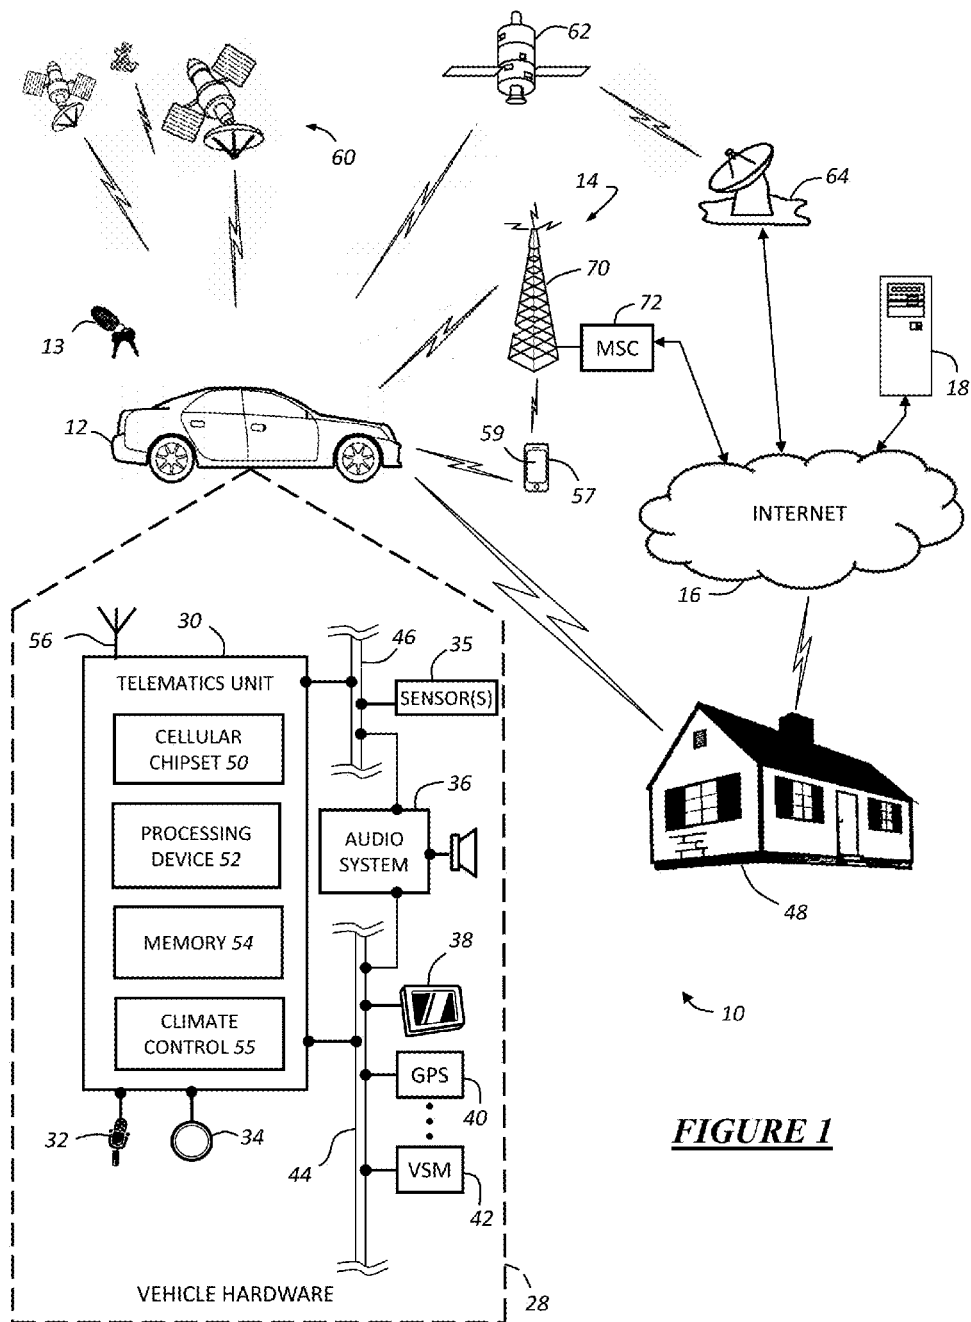 62
60
64
14
70
72
MSC
13
18
12
59
57
INTERNET
16
56
30
46
35
TELEMATICS UNIT
SENSOR(S)
CELLULAR
CHIPSET 50
36
PROCESSING
DEVICE 52
AUDIO
SYSTEM
48
MEMORY 54
38
10
CLIMATE
CONTROL 55
GPS
40
32
34
FIGURE 1
44
VSM
42
VEHICLE HARDWARE
28